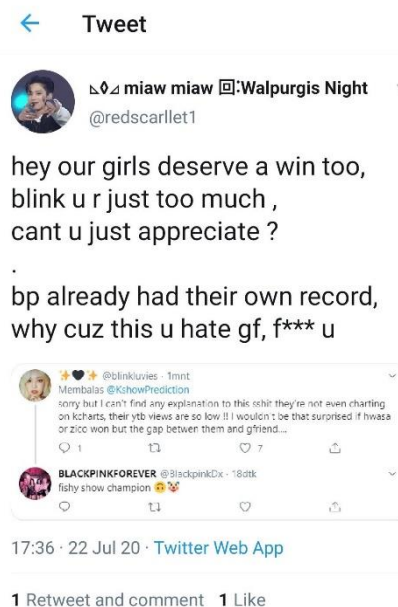 Tweet
miaw miaw 回:Walpurgis Night
@redscarllet1
hey our girls deserve a win too,
blink u r just too much ,
cant u just appreciate ?
.
bp already had their own record,
why cuz this u hate gf, f*** u
@blinkluvies · 1mnt
Membalas @KshowPrediction
sorry but I can't find any explanation to this sshit they're not even charting
on kcharts, their ytb views are so low !! I wouldn't be that surprised if hwasa
or zico won but the gap betwen them and gfriend....
1
7
BLACKPINKFOREVER @BlackpinkDx · 18dtk
fishy show champion
17:36 · 22 Jul 20 · Twitter Web App
1 Retweet and comment 1 Like